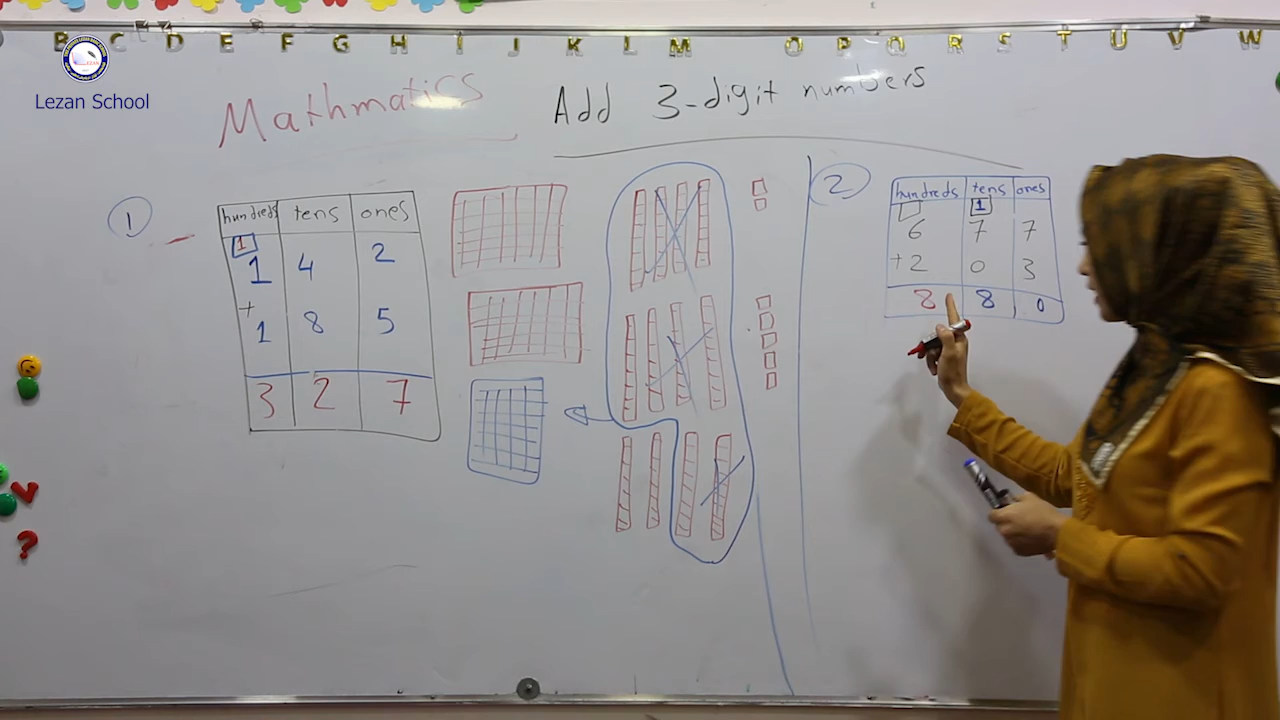 B C D E F G H I J K L M O P Q R S T U V W
Lezan School
Mathmatics
Add 3-digit numbers
1
hundreds tens ones
1
1 4 2
+
1 8 5
3 2 7
2
hundreds tens ones
1
6 7 7
+2 0 3
8 8 0
?